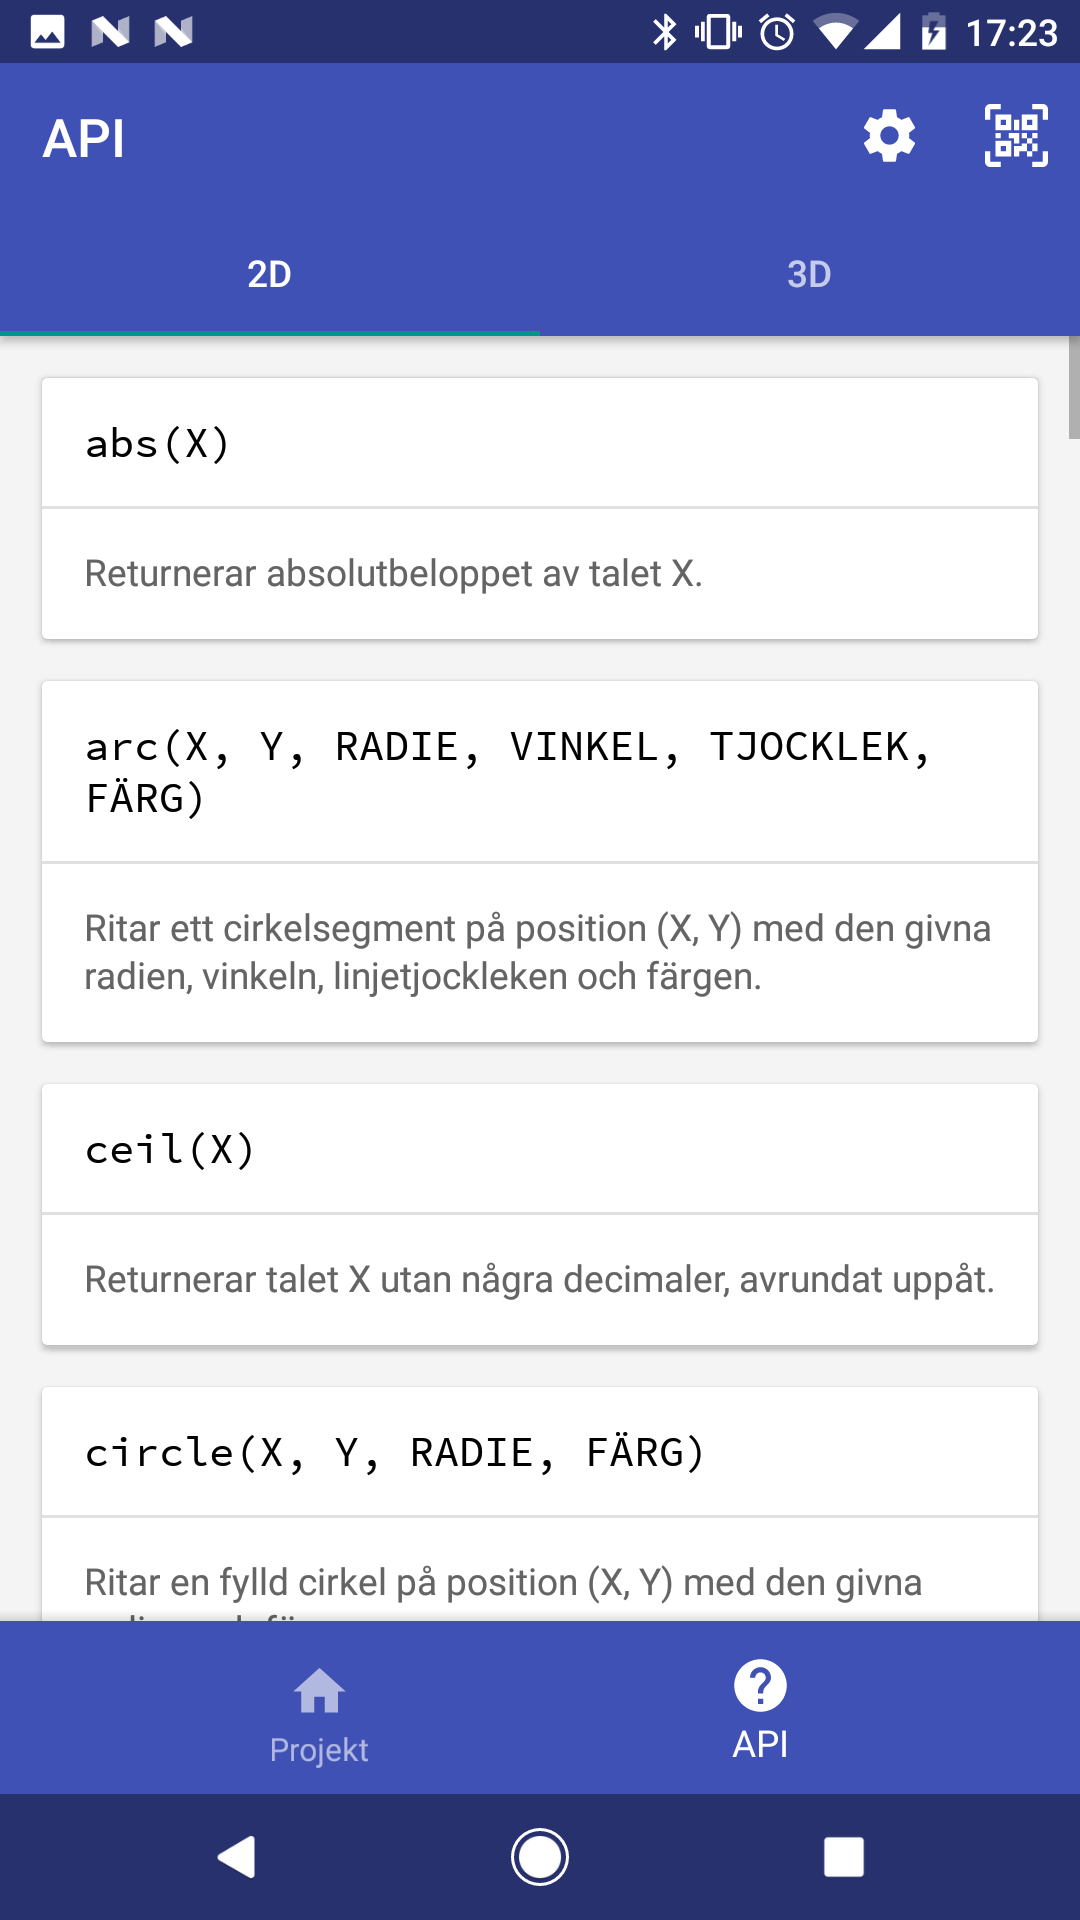 17:23
API
2D
3D
abs(X)
Returnerar absolutbeloppet av talet X.
arc(X, Y, RADIE, VINKEL, TJOCKLEK,
FÄRG)
Ritar ett cirkelsegment på position (X, Y) med den givna
radien, vinkeln, linjetjockleken och färgen.
ceil(X)
Returnerar talet X utan några decimaler, avrundat uppåt.
circle(X, Y, RADIE, FÄRG)
Ritar en fylld cirkel på position (X, Y) med den givna
Projekt
API